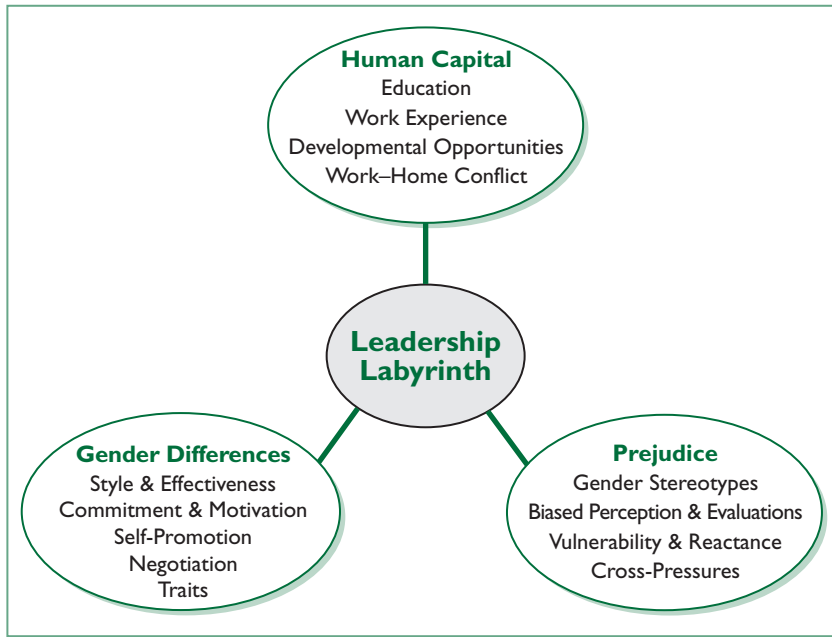 Human Capital
Education
Work Experience
Developmental Opportunities
Work–Home Conflict
Leadership
Labyrinth
Gender Differences
Style & Effectiveness
Commitment & Motivation
Self-Promotion
Negotiation
Traits
Prejudice
Gender Stereotypes
Biased Perception & Evaluations
Vulnerability & Reactance
Cross-Pressures